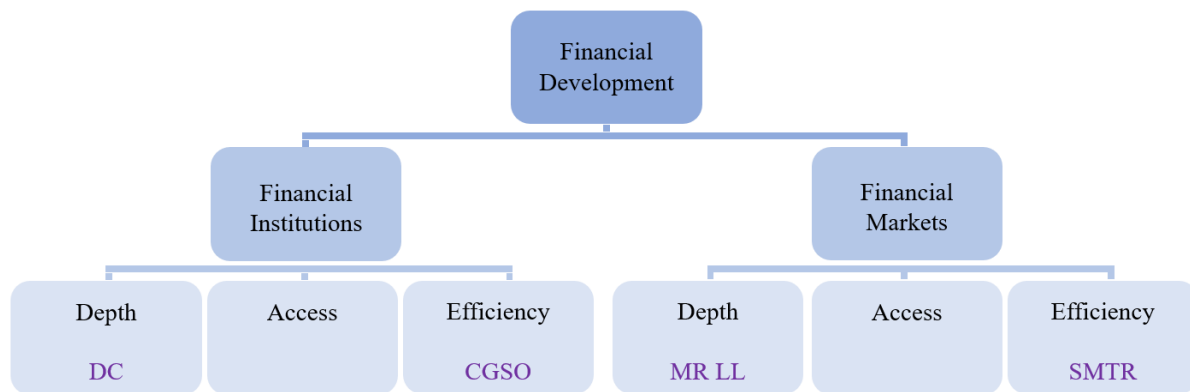 Financial
Development
Financial
Institutions
Financial
Markets
Depth
DC
Access
Efficiency
CGSO
Depth
MR LL
Access
Efficiency
SMTR